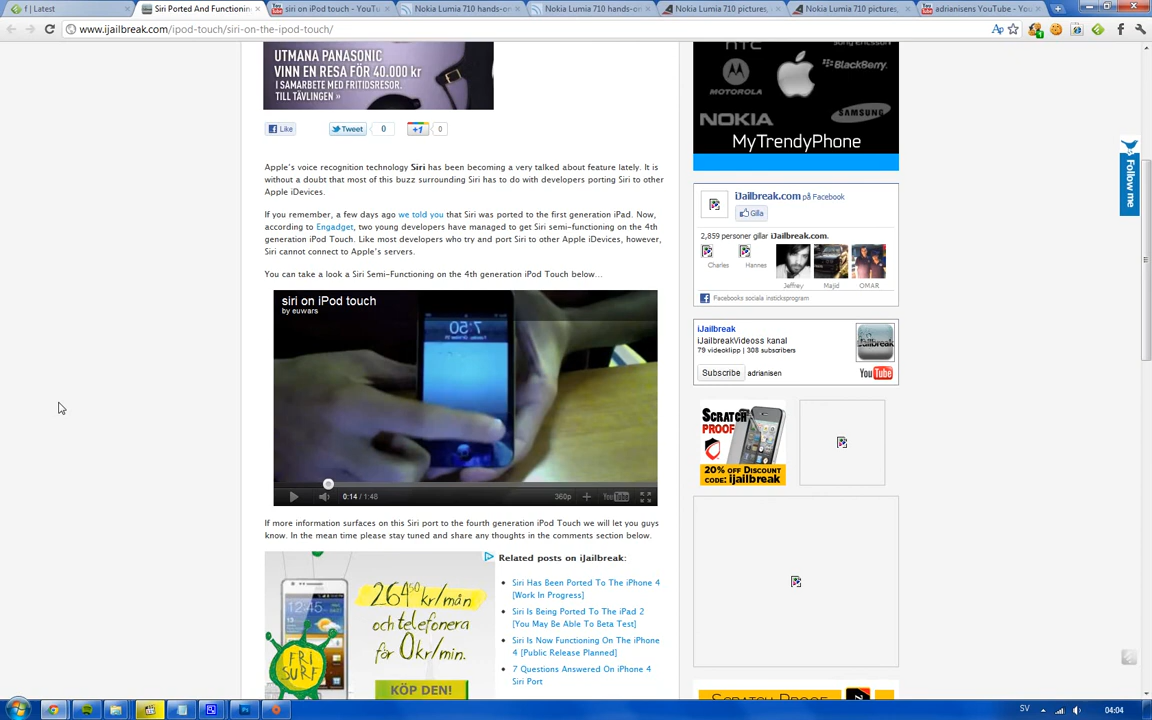 f | Latest
Siri Ported And Functionin
siri on iPod touch - YouTu
Nokia Lumia 710 hands-on
Nokia Lumia 710 hands-on
Nokia Lumia 710 pictures,
Nokia Lumia 710 pictures,
adrianisens YouTube - You
www.ijailbreak.com/ipod-touch/siri-on-the-ipod-touch/
UTMANA PANASONIC
VINN EN RESA FÖR 40.000 kr
I SAMARBETE MED FRITIDSRESOR.
TILL TÄVLINGEN »
Like
Tweet
0
+1
0
Apple's voice recognition technology Siri has been becoming a very talked about feature lately. It is
without a doubt that most of this buzz surrounding Siri has to do with developers porting Siri to other
Apple iDevices.
If you remember, a few days ago we told you that Siri was ported to the first generation iPad. Now,
according to Engadget, two young developers have managed to get Siri semi-functioning on the 4th
generation iPod Touch. Like most developers who try and port Siri to other Apple iDevices, however,
Siri cannot connect to Apple's servers.
You can take a look a Siri Semi-Functioning on the 4th generation iPod Touch below...
siri on iPod touch
by euwars
7:50
0:14 / 1:48
360p
YouTube
If more information surfaces on this Siri port to the fourth generation iPod Touch we will let you guys
know. In the mean time please stay tuned and share any thoughts in the comments section below.
264 50 kr/mån
och telefonera
för 0kr/min.
FRI
SURF
KÖP DEN!
Related posts on iJailbreak:
Siri Has Been Ported To The iPhone 4
[Work In Progress]
Siri Is Being Ported To The iPad 2
[You May Be Able To Beta Test]
Siri Is Now Functioning On The iPhone
4 [Public Release Planned]
7 Questions Answered On iPhone 4
Siri Port
HTC
Sony Ericsson
BlackBerry
MOTOROLA
NOKIA
SAMSUNG
MyTrendyPhone
iJailbreak.com på Facebook
Gilla
2,859 personer gillar iJailbreak.com.
Charles
Hannes
Jeffrey
Majid
OMAR
Facebooks sociala insticksprogram
iJailbreak
iJailBreakVideoss kanal
79 videoklipp | 308 subscribers
Subscribe
adrianisen
YouTube
iJailbreak
SCRATCH
PROOF
20% OFF DISCOUNT
CODE: ijailbreak
SCRATCH PROOF
Follow me
SV
04:04